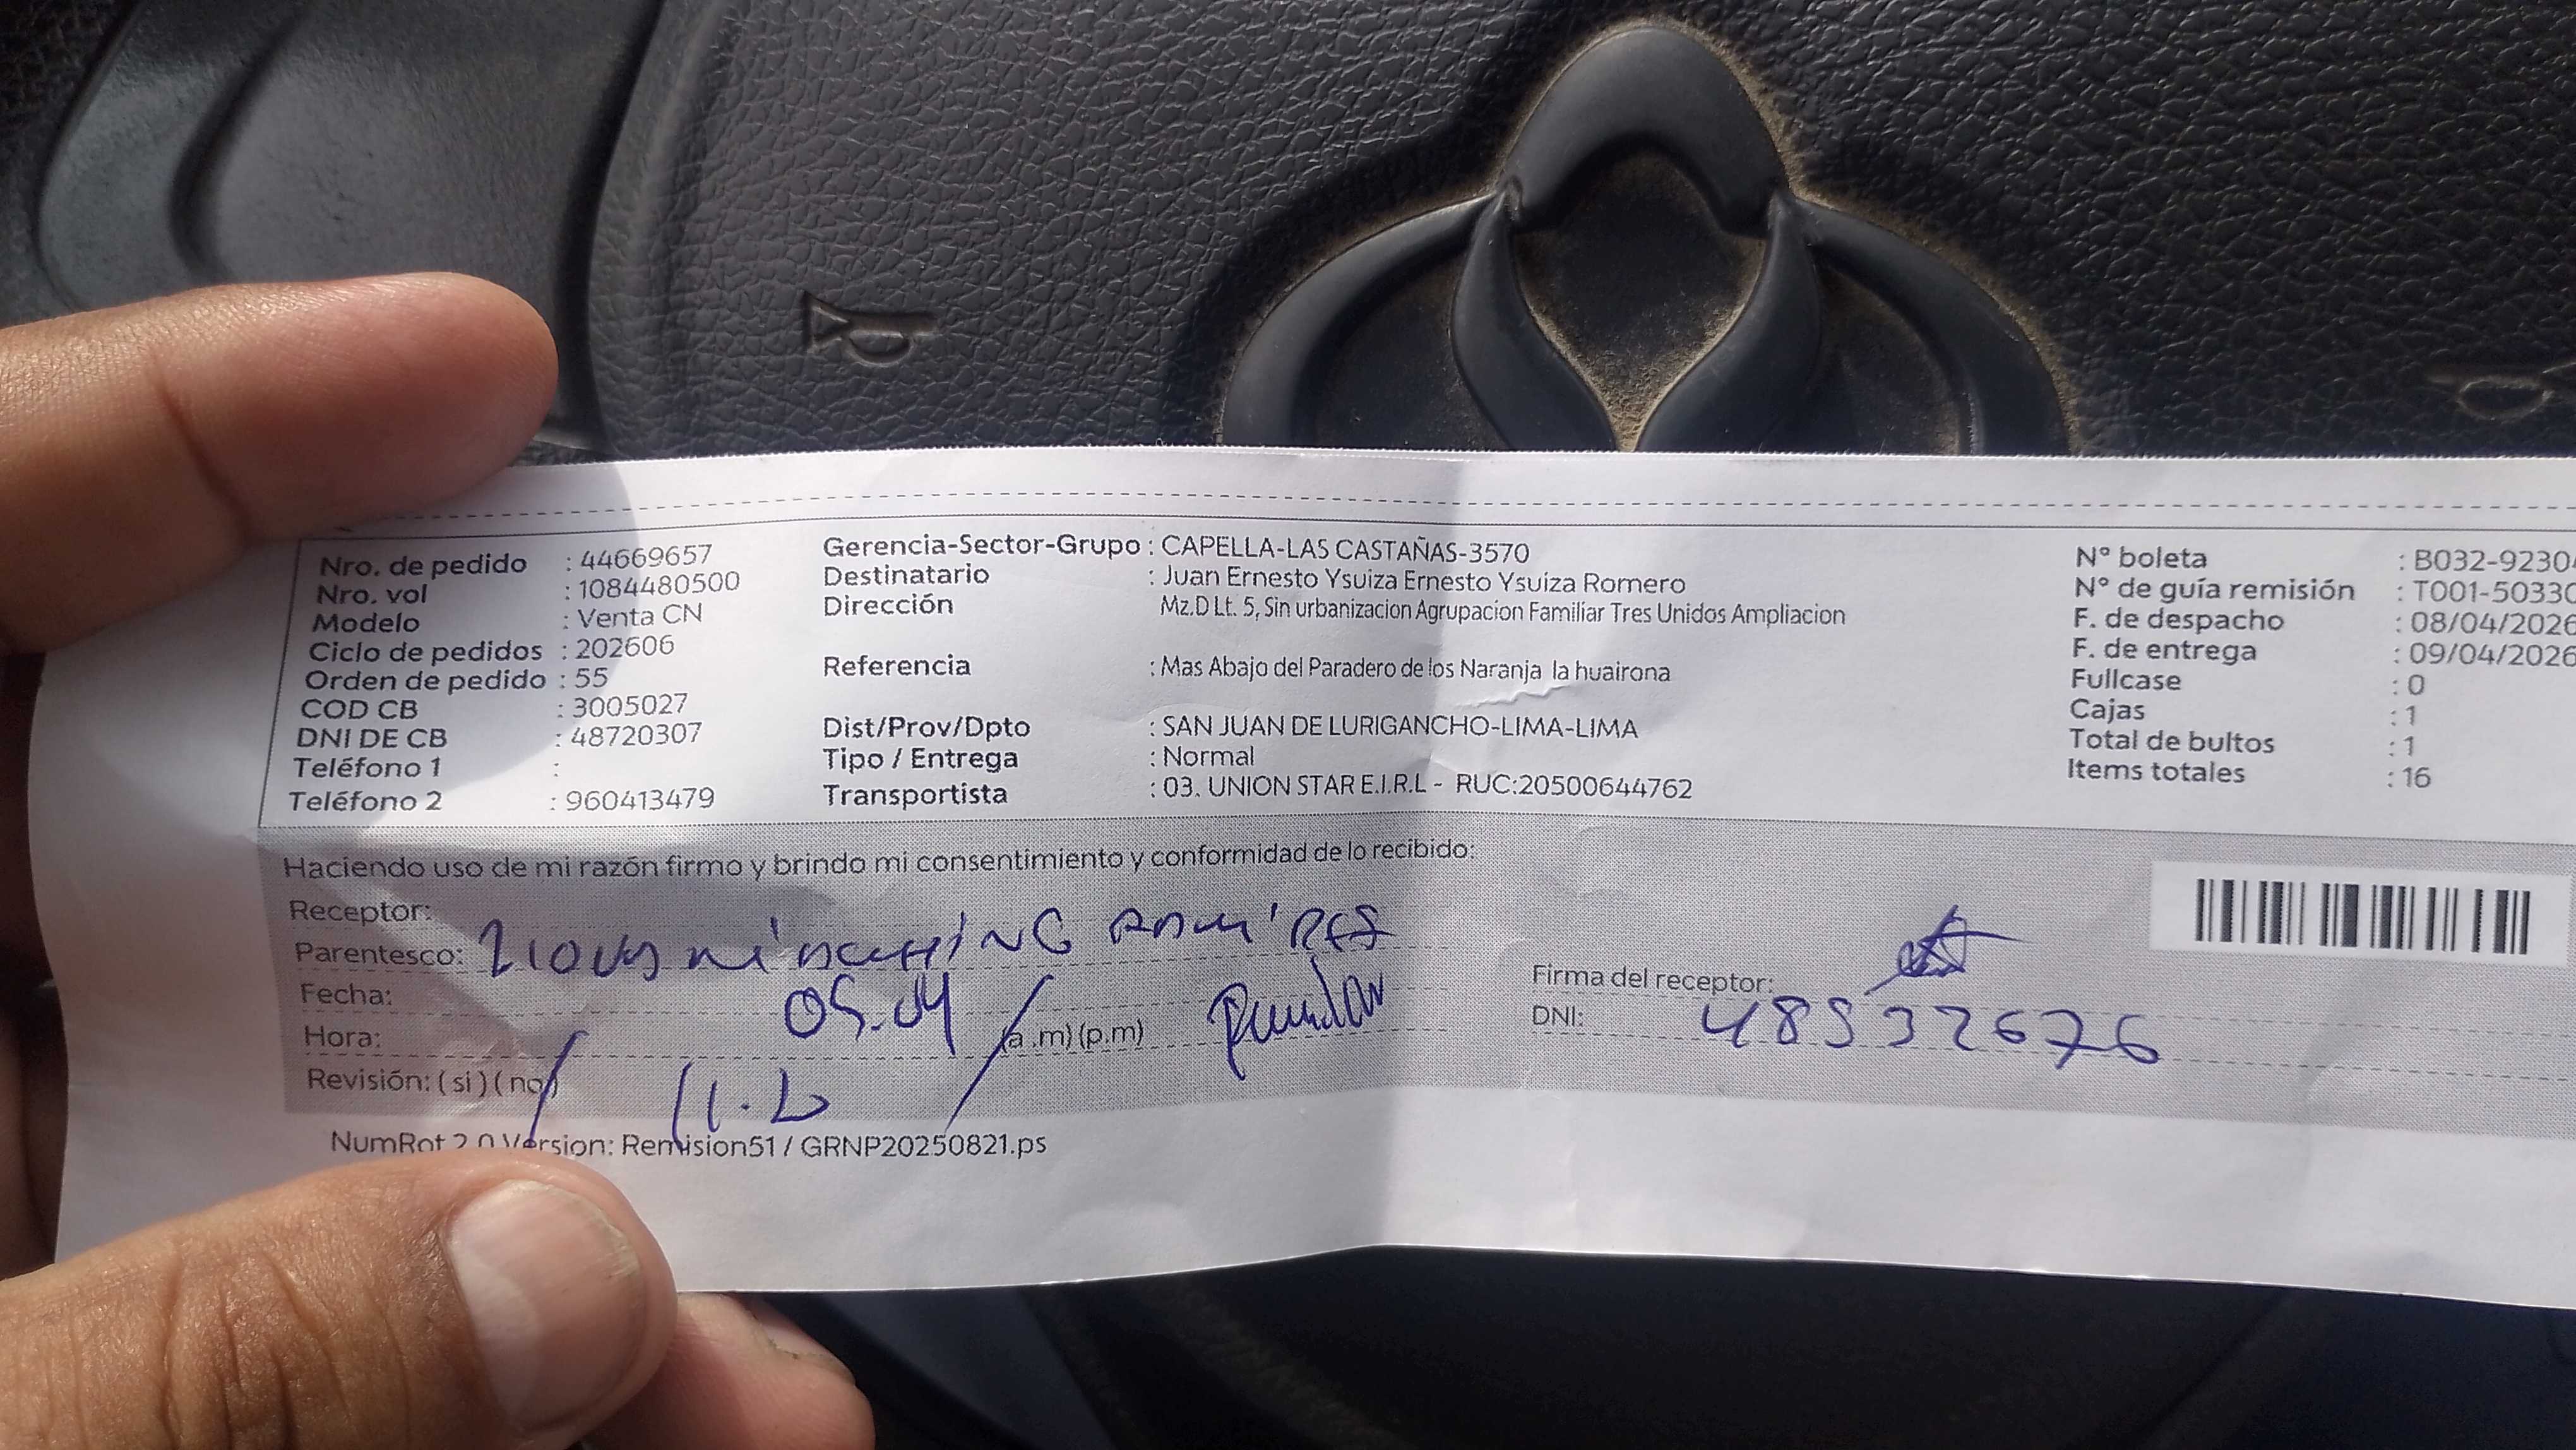 Nro. de pedido : 44669657
Nro. vol : 1084480500
Modelo : Venta CN
Ciclo de pedidos : 202606
Orden de pedido : 55
COD CB : 3005027
DNI DE CB : 48720307
Teléfono 1 :
Teléfono 2 : 960413479
Gerencia-Sector-Grupo : CAPELLA-LAS CASTAÑAS-3570
Destinatario : Juan Ernesto Ysuiza Ernesto Ysuiza Romero
Dirección Mz.D Lt. 5, Sin urbanizacion Agrupacion Familiar Tres Unidos Ampliacion
Referencia : Mas Abajo del Paradero de los Naranja la huairona
Dist/Prov/Dpto : SAN JUAN DE LURIGANCHO-LIMA-LIMA
Tipo / Entrega : Normal
Transportista : 03. UNION STAR E.I.R.L - RUC:20500644762
N° boleta : B032-9230
N° de guía remisión : T001-5033
F. de despacho : 08/04/2026
F. de entrega : 09/04/2026
Fullcase : 0
Cajas : 1
Total de bultos : 1
Items totales : 16
Haciendo uso de mi razón firmo y brindo mi consentimiento y conformidad de lo recibido:
Receptor:
Parentesco:
Fecha:
Hora: (a.m) (p.m)
Revisión: (si) (no)
Firma del receptor:
DNI:
NumRot 2.0 Version: Remision51 / GRNP20250821.ps